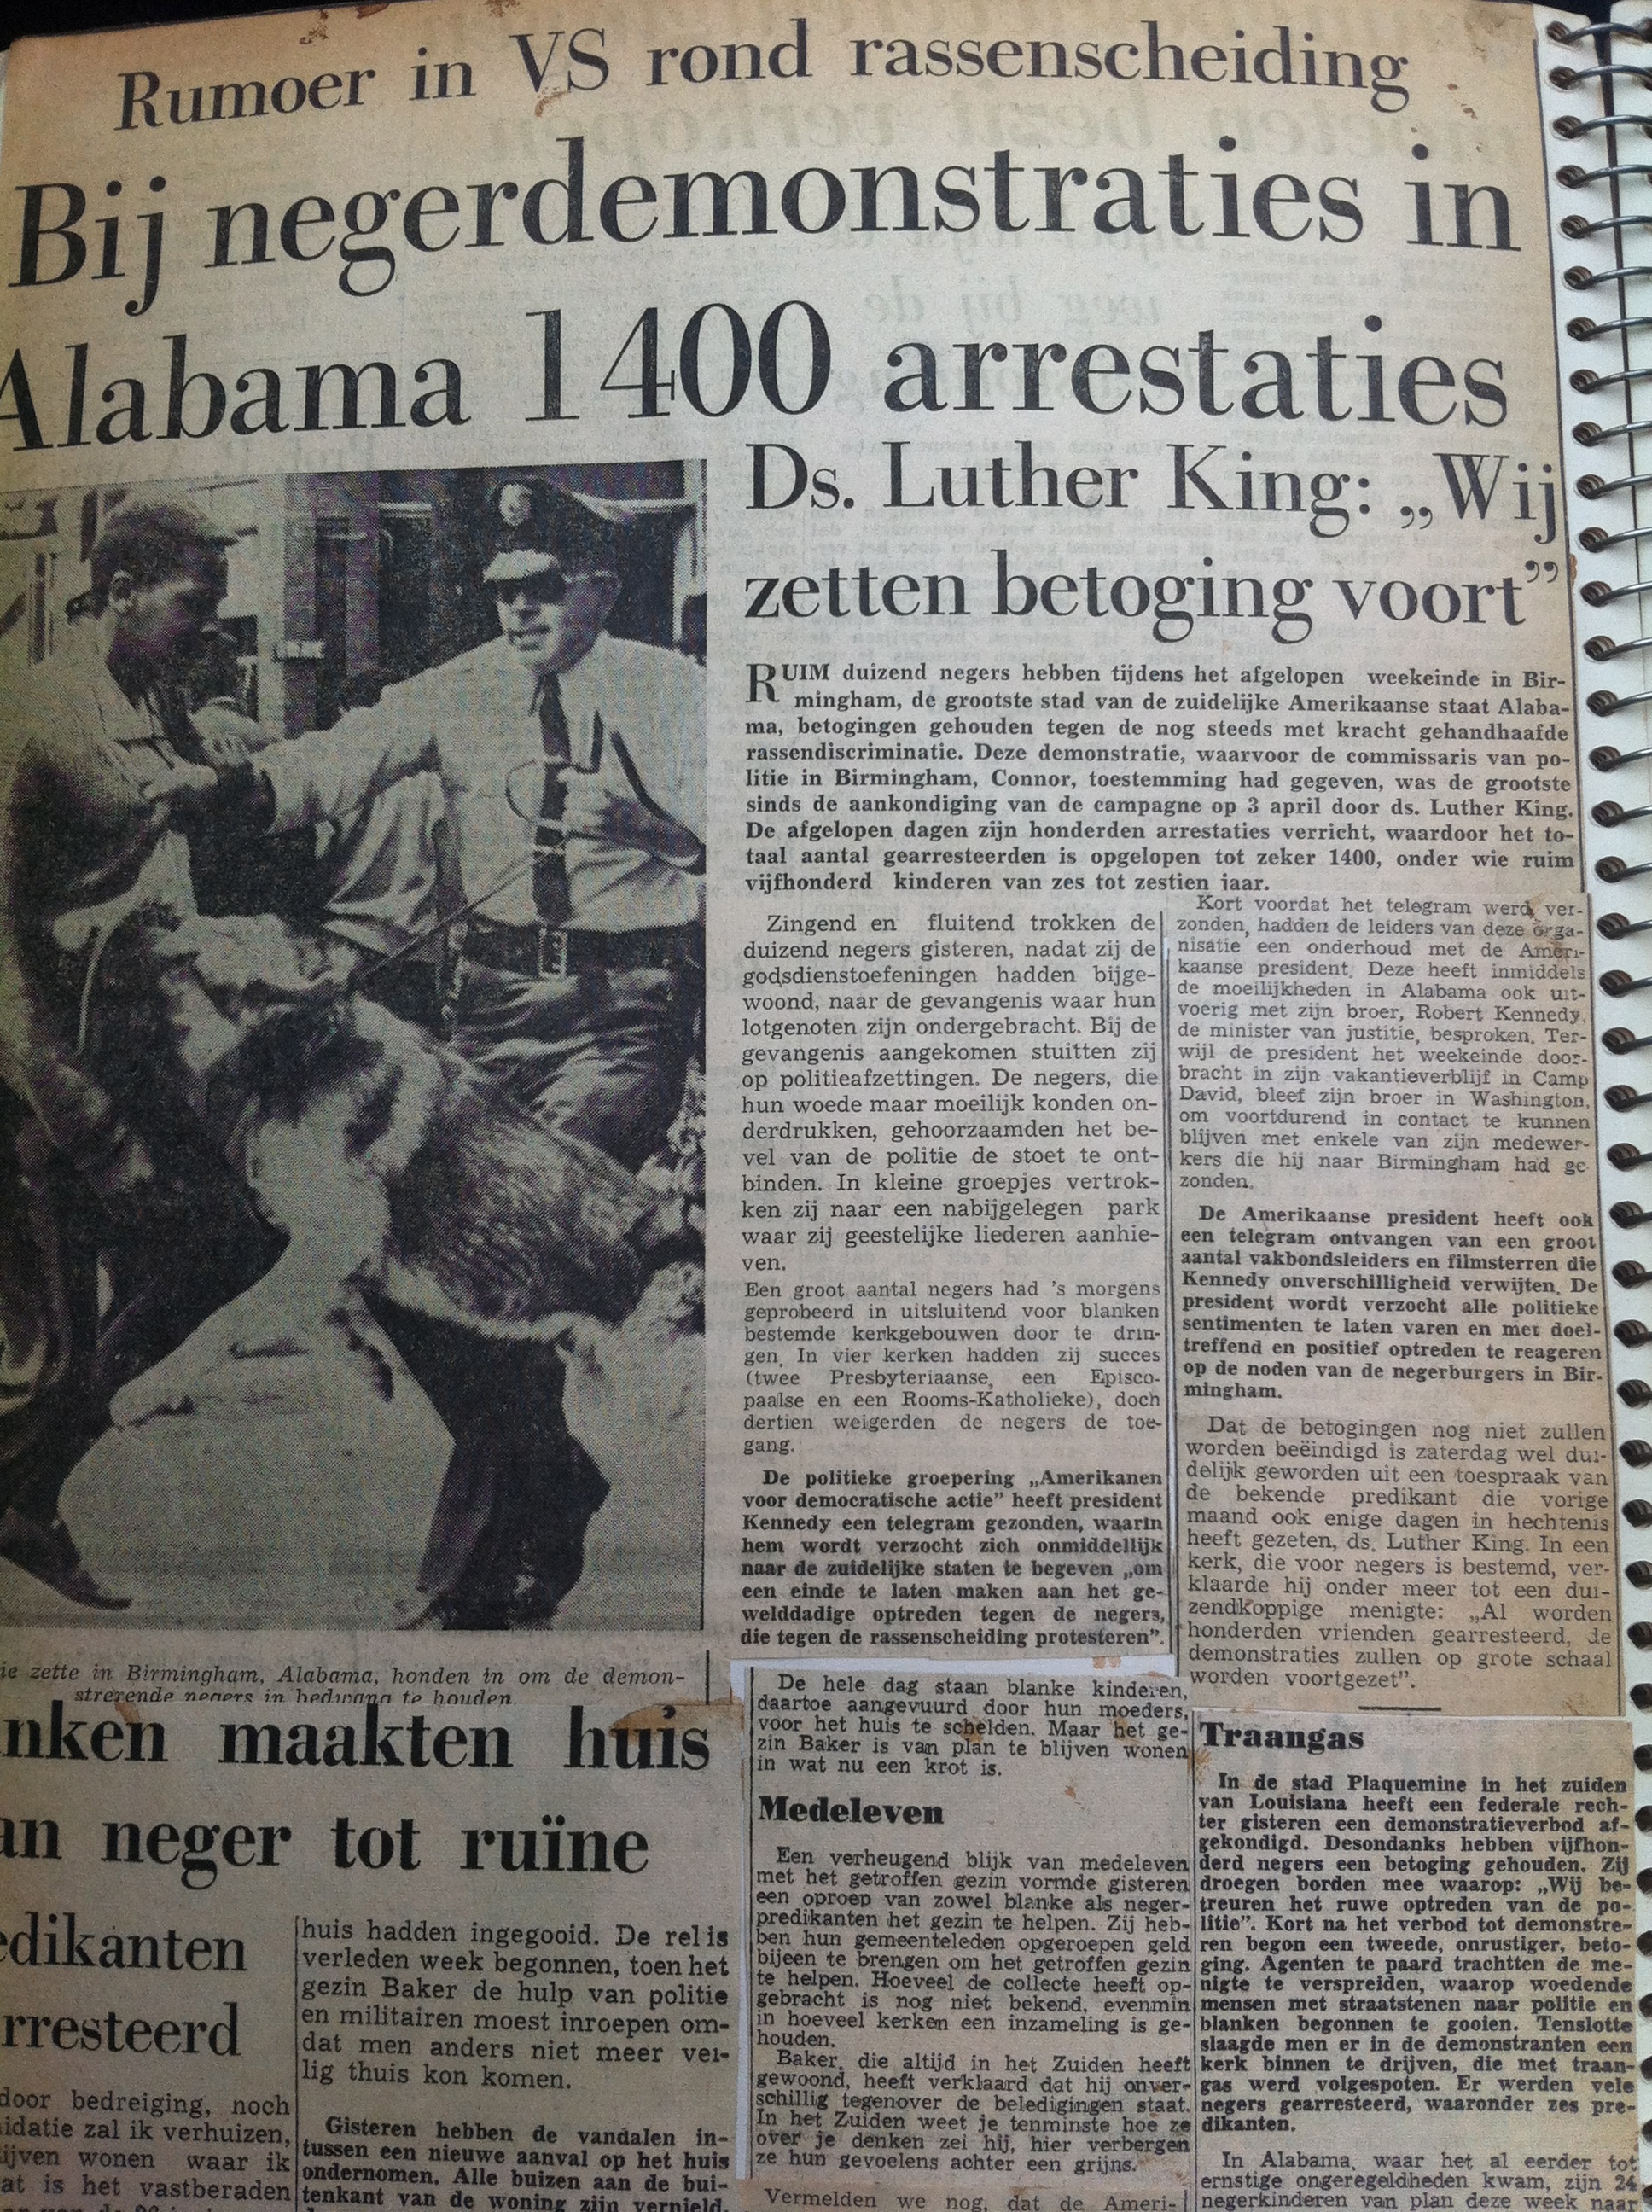 Rumoer in VS rond rassenscheiding
Bij negerdemonstraties in
Alabama 1400 arrestaties
Ds. Luther King: „Wij
zetten betoging voort”
RUIM duizend negers hebben tijdens het afgelopen weekeinde in Bir-
mingham, de grootste stad van de zuidelijke Amerikaanse staat Alaba-
ma, betogingen gehouden tegen de nog steeds met kracht gehandhaafde
rassendiscriminatie. Deze demonstratie, waarvoor de commissaris van po-
litie in Birmingham, Connor, toestemming had gegeven, was de grootste
sinds de aankondiging van de campagne op 3 april door ds. Luther King.
De afgelopen dagen zijn honderden arrestaties verricht, waardoor het to-
taal aantal gearresteerden is opgelopen tot zeker 1400, onder wie ruim
vijfhonderd kinderen van zes tot zestien jaar.
Zingend en fluitend trokken de
duizend negers gisteren, nadat zij de
godsdienstoefeningen hadden bijge-
woond, naar de gevangenis waar hun
lotgenoten zijn ondergebracht. Bij de
gevangenis aangekomen stuitten zij
op politieafzettingen. De negers, die
hun woede maar moeilijk konden on-
derdrukken, gehoorzaamden het be-
vel van de politie de stoet te ont-
binden. In kleine groepjes vertrok-
ken zij naar een nabijgelegen park
waar zij geestelijke liederen aanhie-
ven.
Een groot aantal negers had 's morgens
geprobeerd in uitsluitend voor blanken
bestemde kerkgebouwen door te drin-
gen. In vier kerken hadden zij succes
(twee Presbyteriaanse, een Episco-
paalse en een Rooms-Katholieke), doch
dertien weigerden de negers de toe-
gang.
De politieke groepering „Amerikanen
voor democratische actie” heeft president
Kennedy een telegram gezonden, waarin
hem wordt verzocht zich onmiddellijk
naar de zuidelijke staten te begeven „om
een einde te laten maken aan het ge-
welddadige optreden tegen de negers,
die tegen de rassenscheiding protesteren”.
Kort voordat het telegram werd ver-
zonden, hadden de leiders van deze orga-
nisatie een onderhoud met de Ameri-
kaanse president. Deze heeft inmiddels
de moeilijkheden in Alabama ook uit-
voerig met zijn broer, Robert Kennedy,
de minister van justitie, besproken. Ter-
wijl de president het weekeinde door-
bracht in zijn vakantieverblijf in Camp
David, bleef zijn broer in Washington,
om voortdurend in contact te kunnen
blijven met enkele van zijn medewer-
kers die hij naar Birmingham had ge
zonden.
De Amerikaanse president heeft ook
een telegram ontvangen van een groot
aantal vakbondsleiders en filmsterren die
Kennedy onverschilligheid verwijten. De
president wordt verzocht alle politieke
sentimenten te laten varen en met doel-
treffend en positief optreden te reageren
op de noden van de negerburgers in Bir-
mingham.
Dat de betogingen nog niet zullen
worden beëindigd is zaterdag wel dui-
delijk geworden uit een toespraak van
de bekende predikant die vorige
maand ook enige dagen in hechtenis
heeft gezeten, ds. Luther King. In een
kerk, die voor negers is bestemd, ver-
klaarde hij onder meer tot een dui-
zendkoppige menigte: „Al worden
honderden vrienden gearresteerd, de
demonstraties zullen op grote schaal
worden voortgezet”.
ie zette in Birmingham, Alabama, honden in om de demon-
strerende negers in bedwang te houden.
nken maakten huis
an neger tot ruïne
edikanten
rresteerd
door bedreiging, noch
idatie zal ik verhuizen,
ijven wonen waar ik
at is het vastberaden
huis hadden ingegooid. De rel is
verleden week begonnen, toen het
gezin Baker de hulp van politie
en militairen moest inroepen om-
dat men anders niet meer vei-
lig thuis kon komen.
Gisteren hebben de vandalen in-
tussen een nieuwe aanval op het huis
ondernomen. Alle buizen aan de bui-
tenkant van de woning zijn vernield.
De hele dag staan blanke kinderen,
daartoe aangevuurd door hun moeders,
voor het huis te schelden. Maar het ge-
zin Baker is van plan te blijven wonen
in wat nu een krot is.
Medeleven
Een verheugend blijk van medeleven
met het getroffen gezin vormde gisteren
een oproep van zowel blanke als neger-
predikanten het gezin te helpen. Zij heb-
ben hun gemeenteleden opgeroepen geld
bijeen te brengen om het getroffen gezin
te helpen. Hoeveel de collecte heeft op-
gebracht is nog niet bekend, evenmin
in hoeveel kerken een inzameling is ge-
houden.
Baker, die altijd in het Zuiden heeft
gewoond, heeft verklaard dat hij onver-
schillig tegenover de beledigingen staat.
In het Zuiden weet je tenminste hoe ze
over je denken zei hij, hier verbergen
ze hun gevoelens achter een grijns.
Vermelden we nog, dat de Ameri-
Traangas
In de stad Plaquemine in het zuiden
van Louisiana heeft een federale rech-
ter gisteren een demonstratieverbod af-
gekondigd. Desondanks hebben vijfhon-
derd negers een betoging gehouden. Zij
droegen borden mee waarop: „Wij be-
treuren het ruwe optreden van de po-
litie”. Kort na het verbod tot demonstre-
ren begon een tweede, onrustiger, beto-
ging. Agenten te paard trachtten de me-
nigte te verspreiden, waarop woedende
mensen met straatstenen naar politie en
blanken begonnen te gooien. Tenslotte
slaagde men er in de demonstranten een
kerk binnen te drijven, die met traan-
gas werd volgespoten. Er werden vele
negers gearresteerd, waaronder zes pre-
dikanten.
In Alabama, waar het al eerder tot
ernstige ongeregeldheden kwam, zijn 24
negerkinderen van plan deze week naar